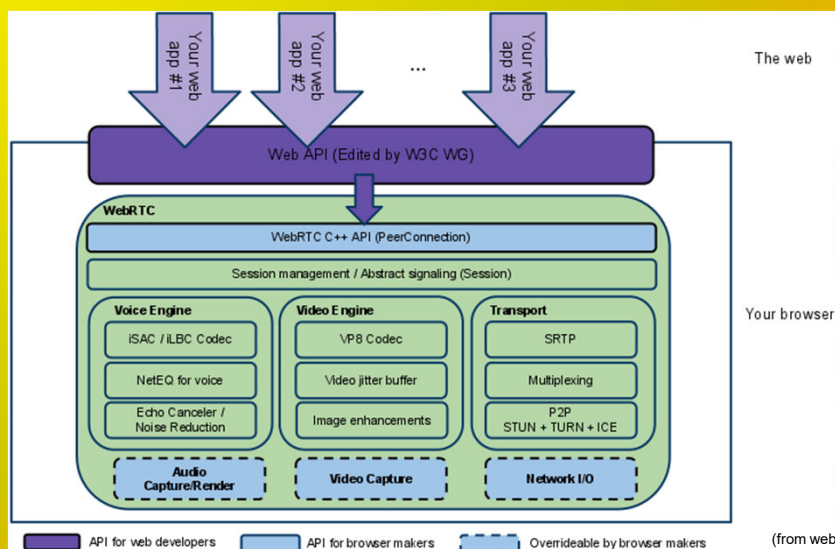 Your web
app #1
Your web
app #2
...
Your web
app #3
The web
Web API (Edited by W3C WG)
WebRTC
WebRTC C++ API (PeerConnection)
Session management / Abstract signaling (Session)
Your browser
Voice Engine
iSAC / iLBC Codec
NetEQ for voice
Echo Canceler /
Noise Reduction
Video Engine
VP8 Codec
Video jitter buffer
Image enhancements
Transport
SRTP
Multiplexing
P2P
STUN + TURN + ICE
Audio
Capture/Render
Video Capture
Network I/O
API for web developers
API for browser makers
Overrideable by browser makers
(from web